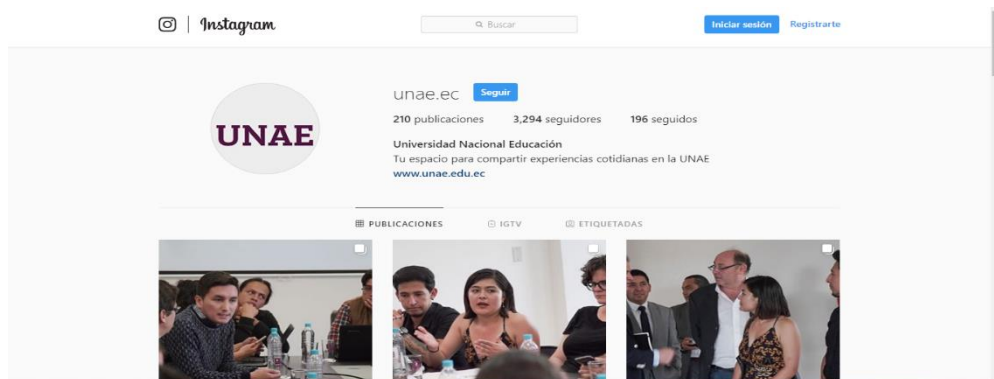 Instagram
Buscar
Iniciar sesión
Registrarte
UNAE
unae.ec
Seguir
210 publicaciones 3,294 seguidores 196 seguidos
Universidad Nacional Educación
Tu espacio para compartir experiencias cotidianas en la UNAE
www.unae.edu.ec
PUBLICACIONES IGTV ETIQUETADAS